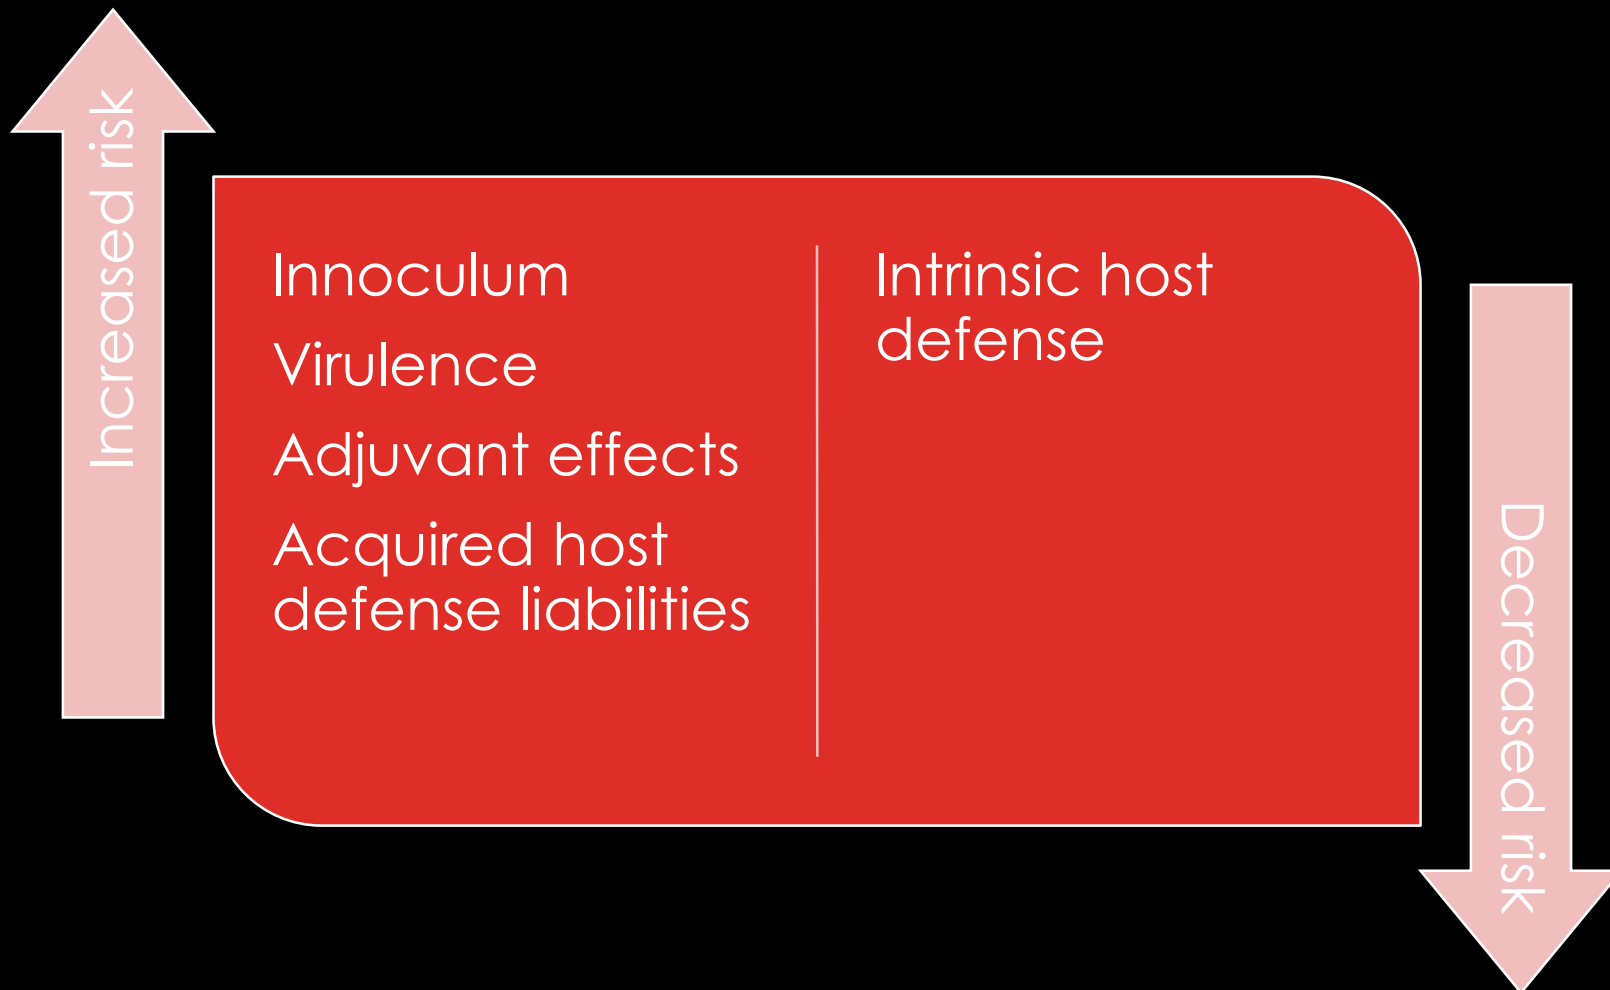 Increased risk
Innoculum
Virulence
Adjuvant effects
Acquired host
defense liabilities
Intrinsic host
defense
Decreased risk